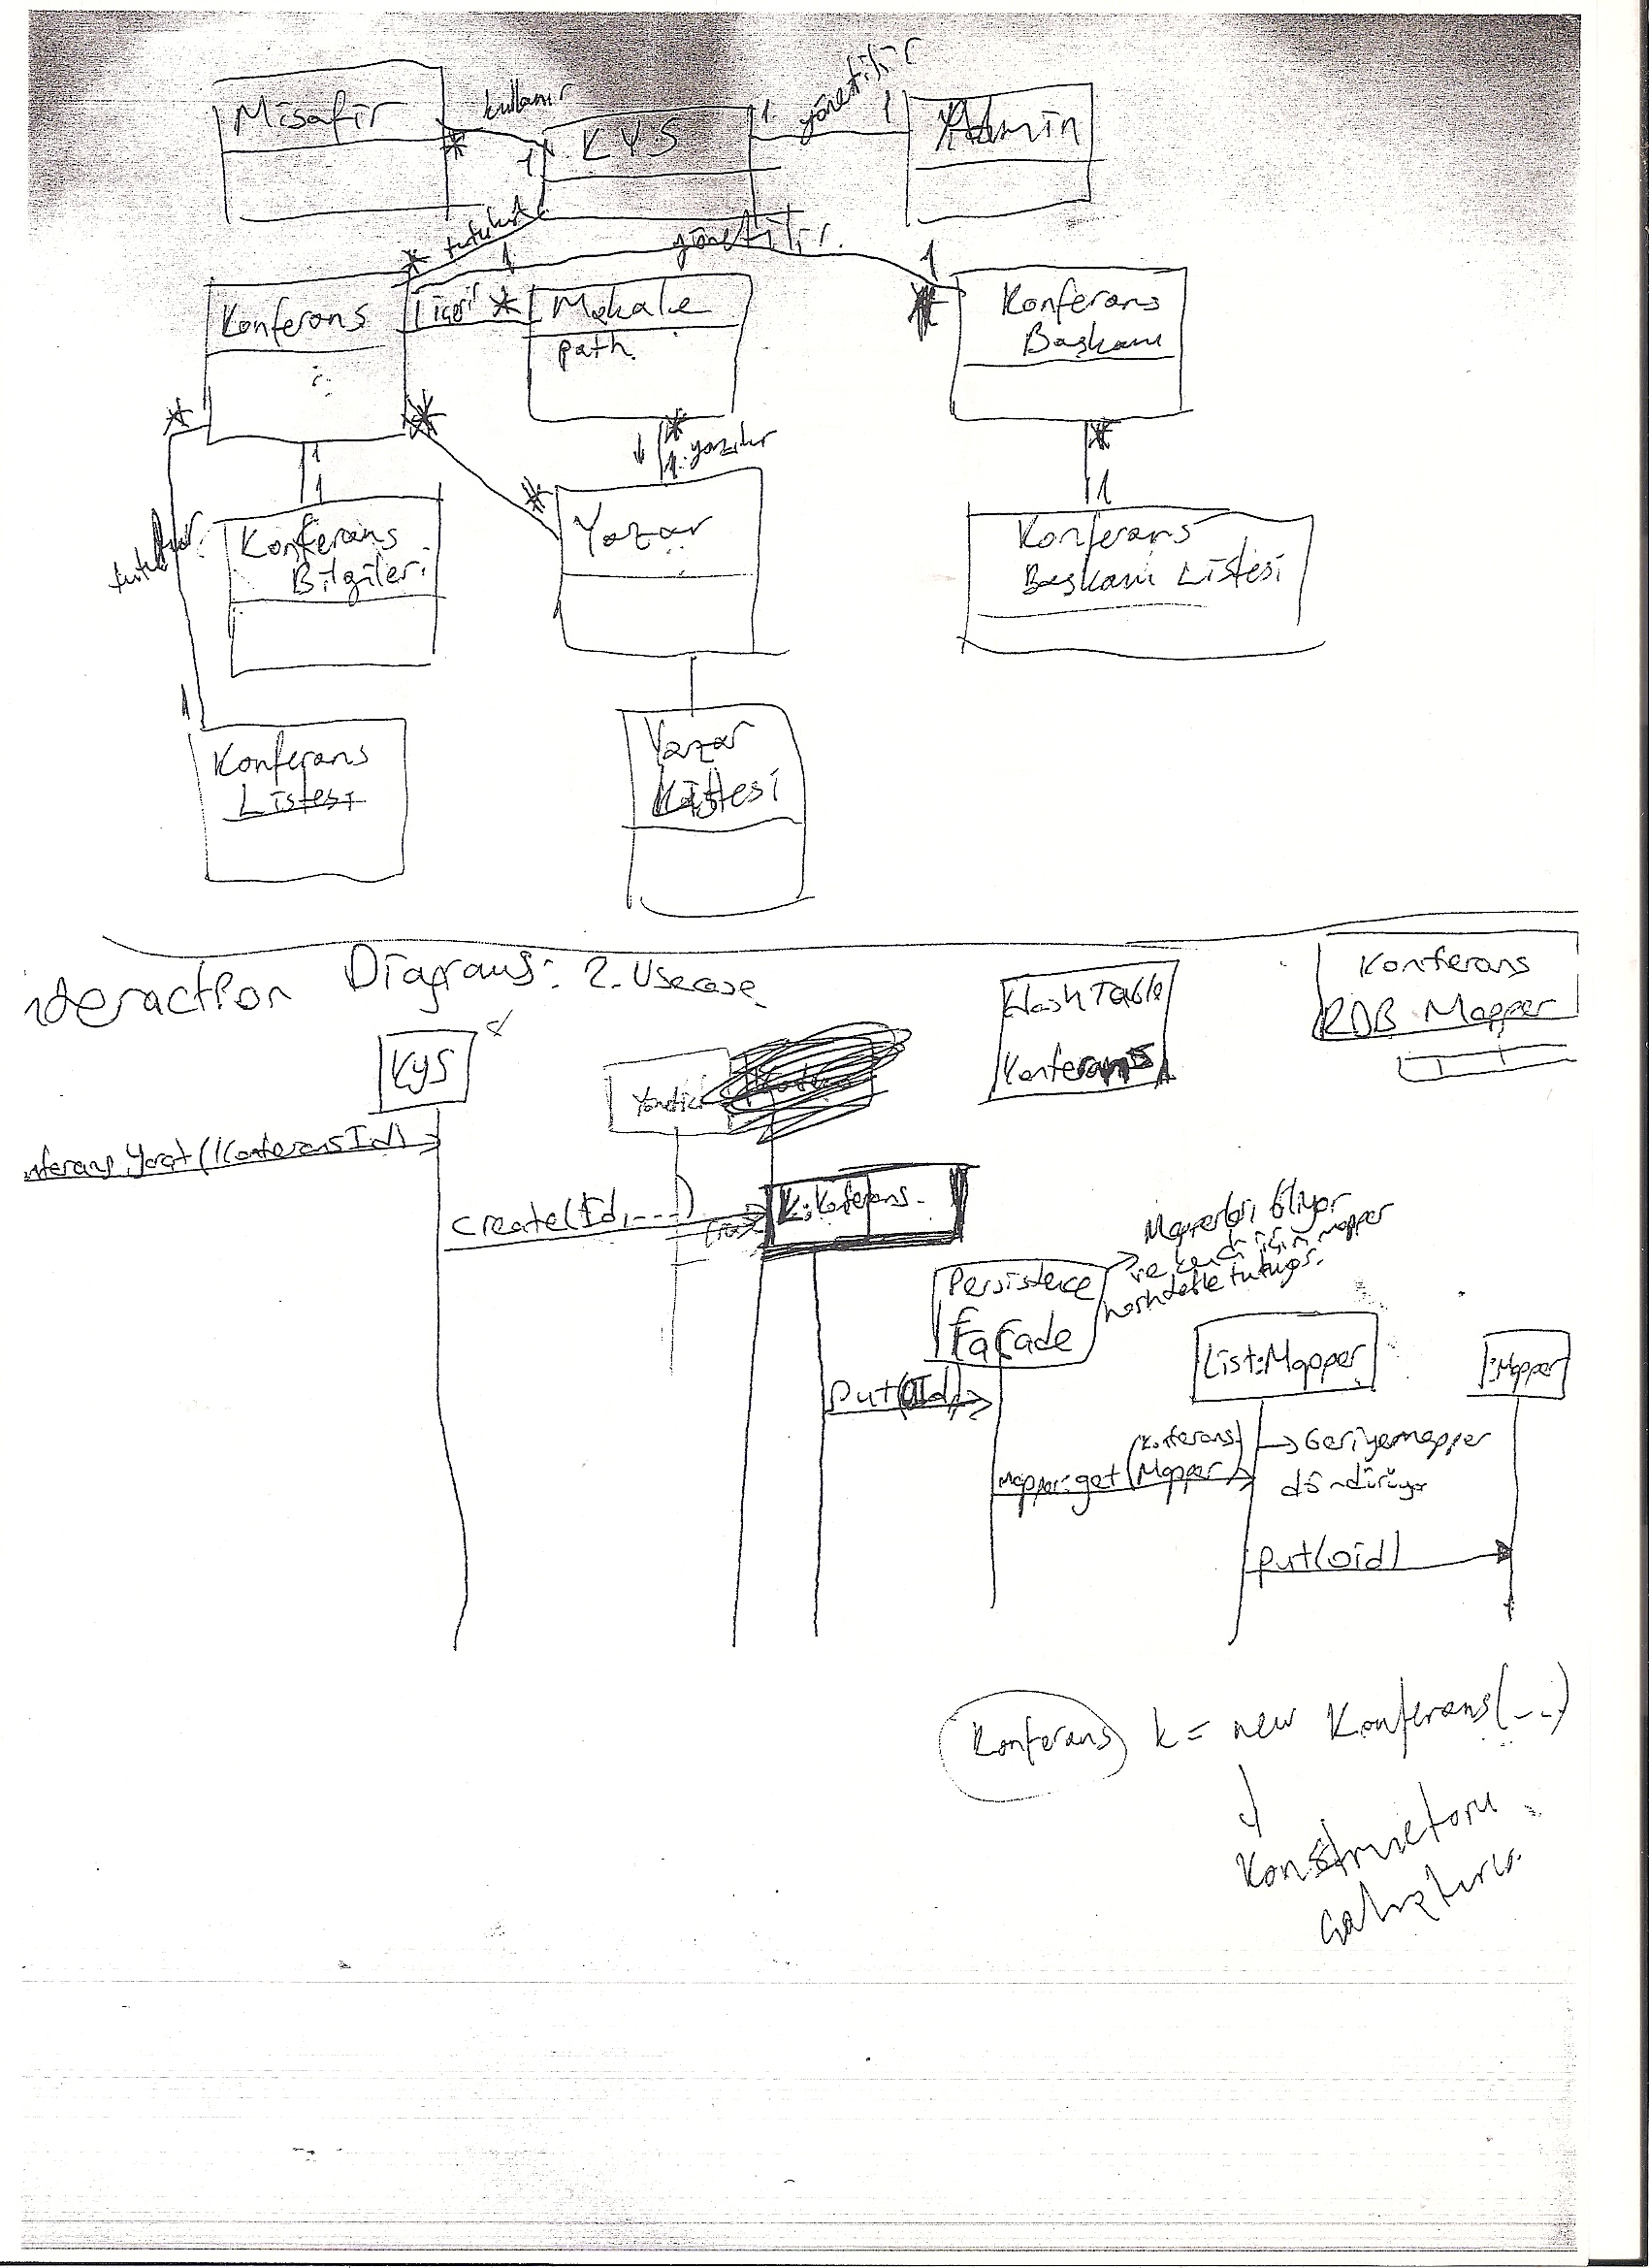 Misafir
kullanır
*
1
KYS
1
yönetilir
1
Admin
* tutulur
1
yönetilir.
1
Konferans
İçerir *
Makale
path
Konferans
Başkanı
*
*
*
1
*
1. yazılır
*
1
1
Konferans
Bilgileri
Yazar
Konferans
Başkanı Listesi
tutulur
1
Konferans
Listesi
Yazar
Listesi
nteraction Diagrams: 2. Usecase
HashTable
Konferans
Konferans
RDB Mapper
KYS
Yönetici
nferans Yarat(KonferansId)
create(Id,---)
k:Konferans
Persistence
Façade
Mapperları biliyor
ve kendi için mapper
hashtable tutuyor.
List:Mapper
:Mapper
put(OId)
Mapper:get(Konferans
Mapper)
Geriye mapper
döndürüyor
put(oid)
Konferans k = new Konferans(--)
Konstructoru
çalıştırır.